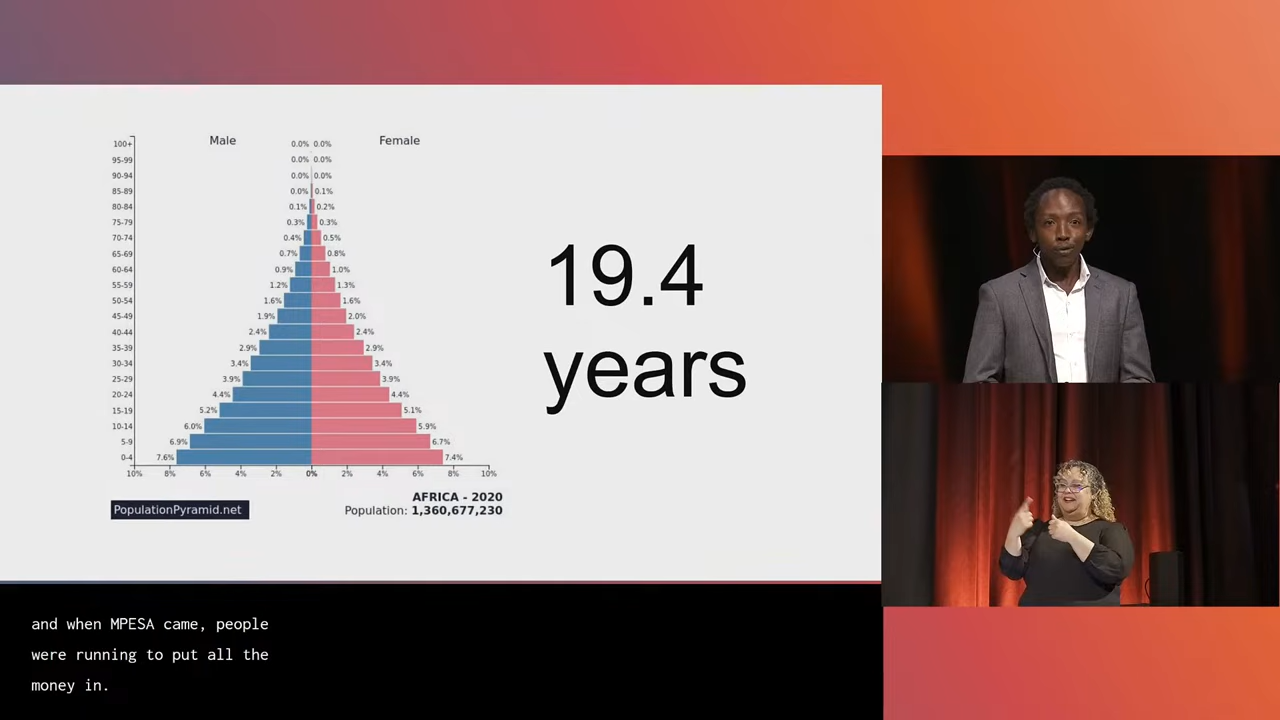 Male Female
100+ 0.0% 0.0%
95-99 0.0% 0.0%
90-94 0.0% 0.0%
85-89 0.0% 0.1%
80-84 0.1% 0.2%
75-79 0.3% 0.3%
70-74 0.4% 0.5%
65-69 0.7% 0.8%
60-64 0.9% 1.0%
55-59 1.2% 1.3%
50-54 1.6% 1.6%
45-49 1.9% 2.0%
40-44 2.4% 2.4%
35-39 2.9% 2.9%
30-34 3.4% 3.4%
25-29 3.9% 3.9%
20-24 4.4% 4.4%
15-19 5.2% 5.1%
10-14 6.0% 5.9%
5-9 6.9% 6.7%
0-4 7.6% 7.4%
10% 8% 6% 4% 2% 0% 2% 4% 6% 8% 10%
PopulationPyramid.net
AFRICA - 2020
Population: 1,360,677,230
19.4
years
and when MPESA came, people
were running to put all the
money in.